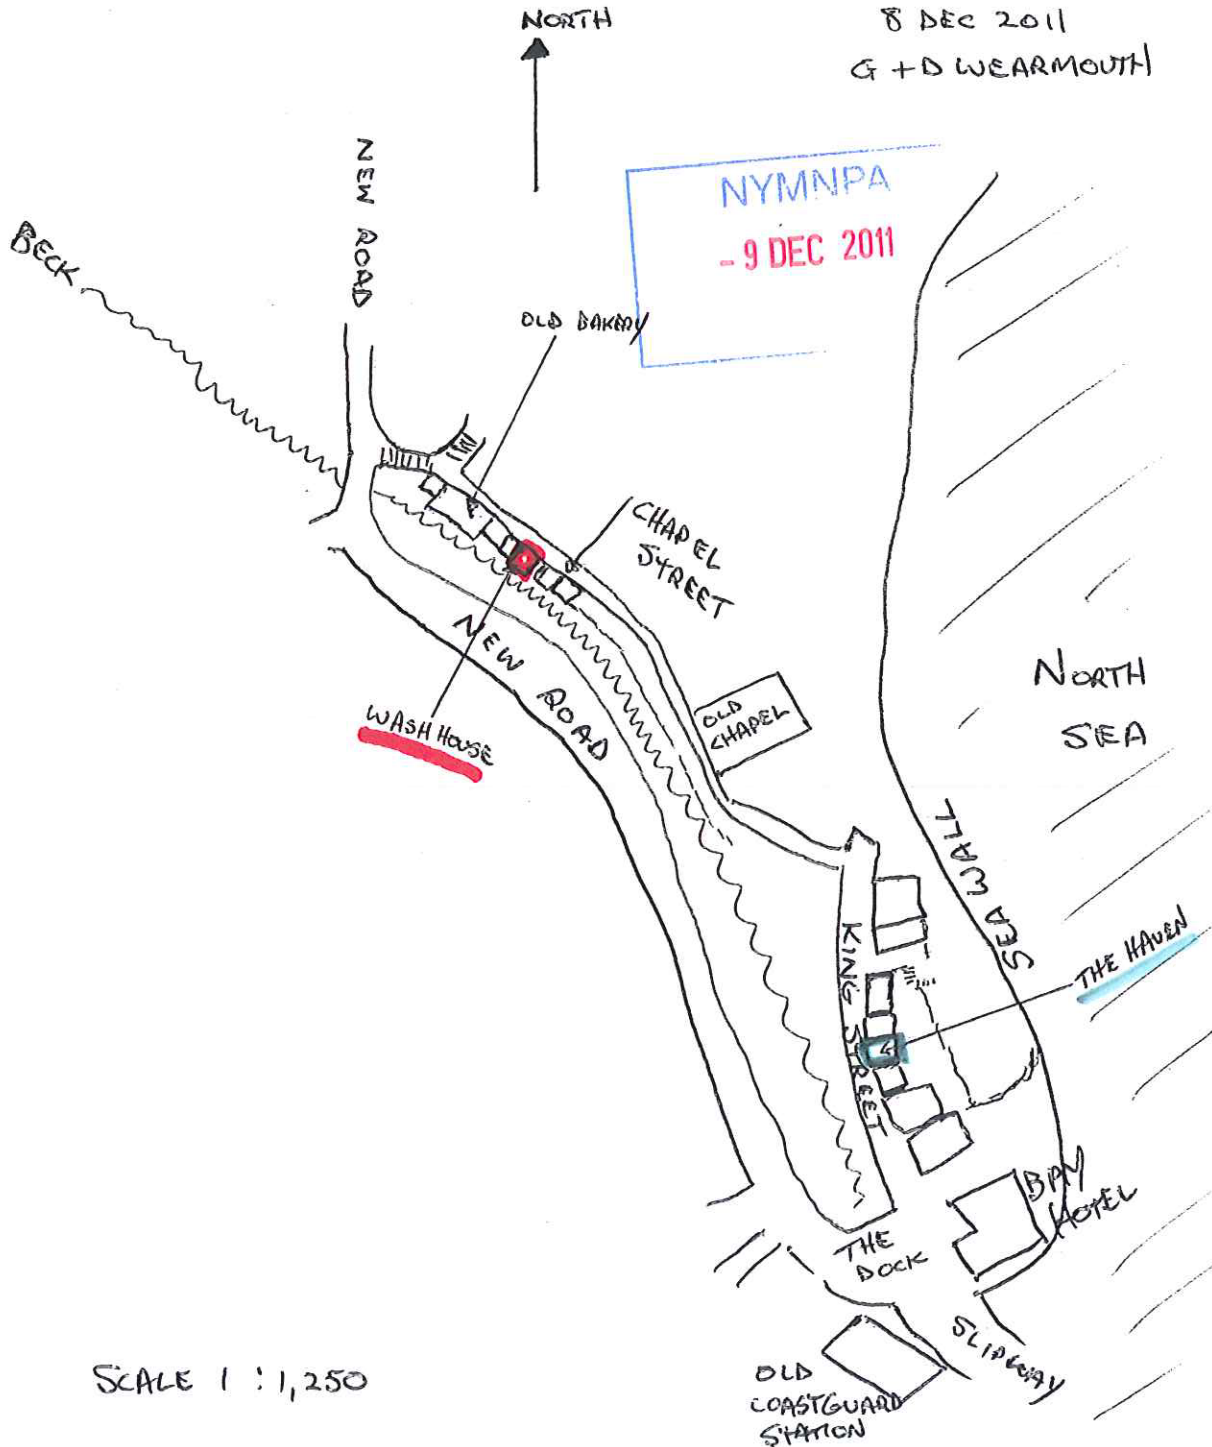 NORTH
8 DEC 2011
G + D WEARMOUTH
NEW ROAD
NYMNPA
- 9 DEC 2011
BECK
OLD BAKERY
CHAPEL
STREET
NEW ROAD
WASH HOUSE
OLD
CHAPEL
NORTH
SEA
SEA WALL
KING STREET
THE HAVEN
BAY
HOTEL
THE
DOCK
SLIPWAY
OLD
COASTGUARD
STATION
SCALE 1 : 1,250